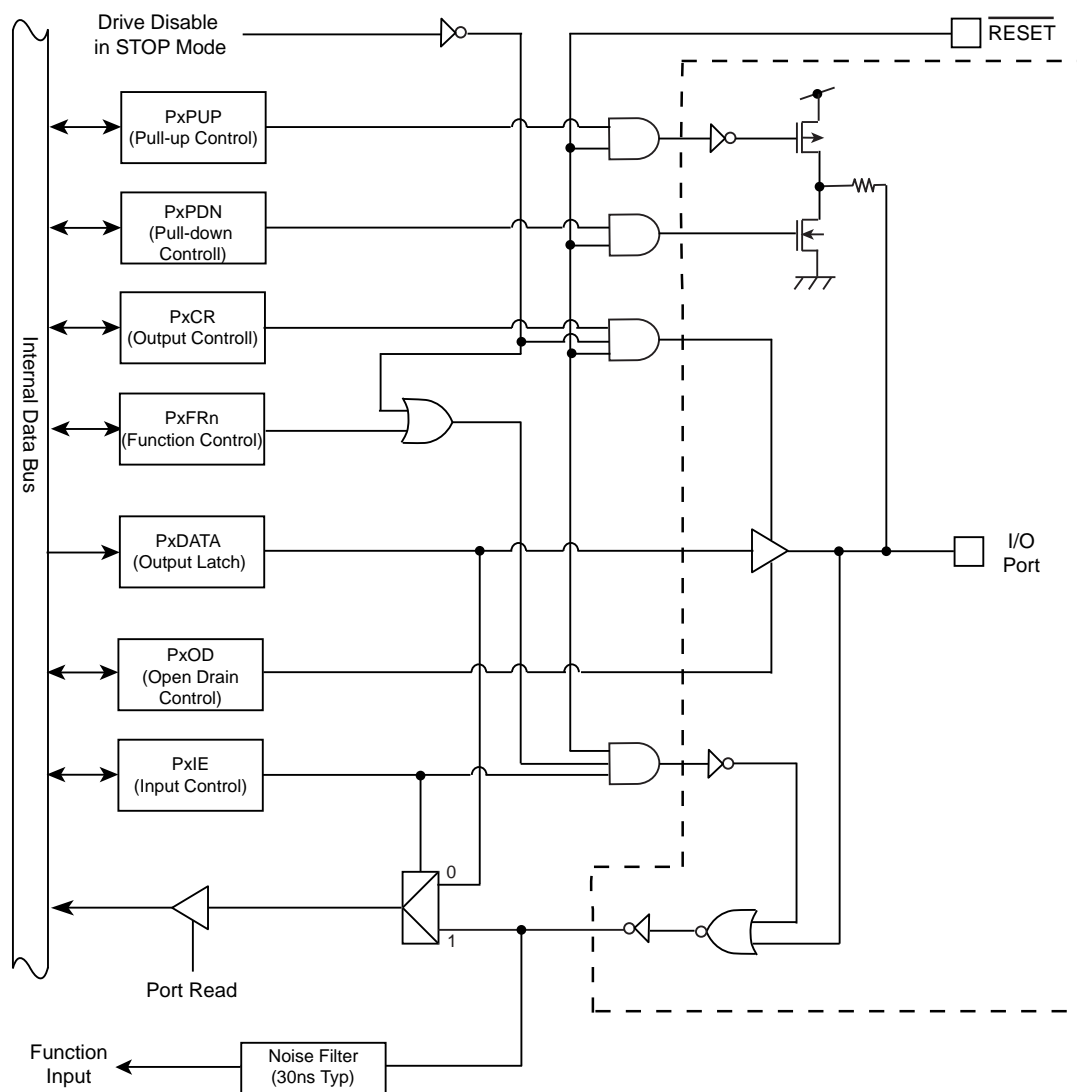 Drive Disable
in STOP Mode
RESET
PxPUP
(Pull-up Control)
PxPDN
(Pull-down
Controll)
PxCR
(Output Controll)
Internal Data Bus
PxFRn
(Function Control)
PxDATA
(Output Latch)
I/O
Port
PxOD
(Open Drain
Control)
PxIE
(Input Control)
0
1
Port Read
Function
Input
Noise Filter
(30ns Typ)